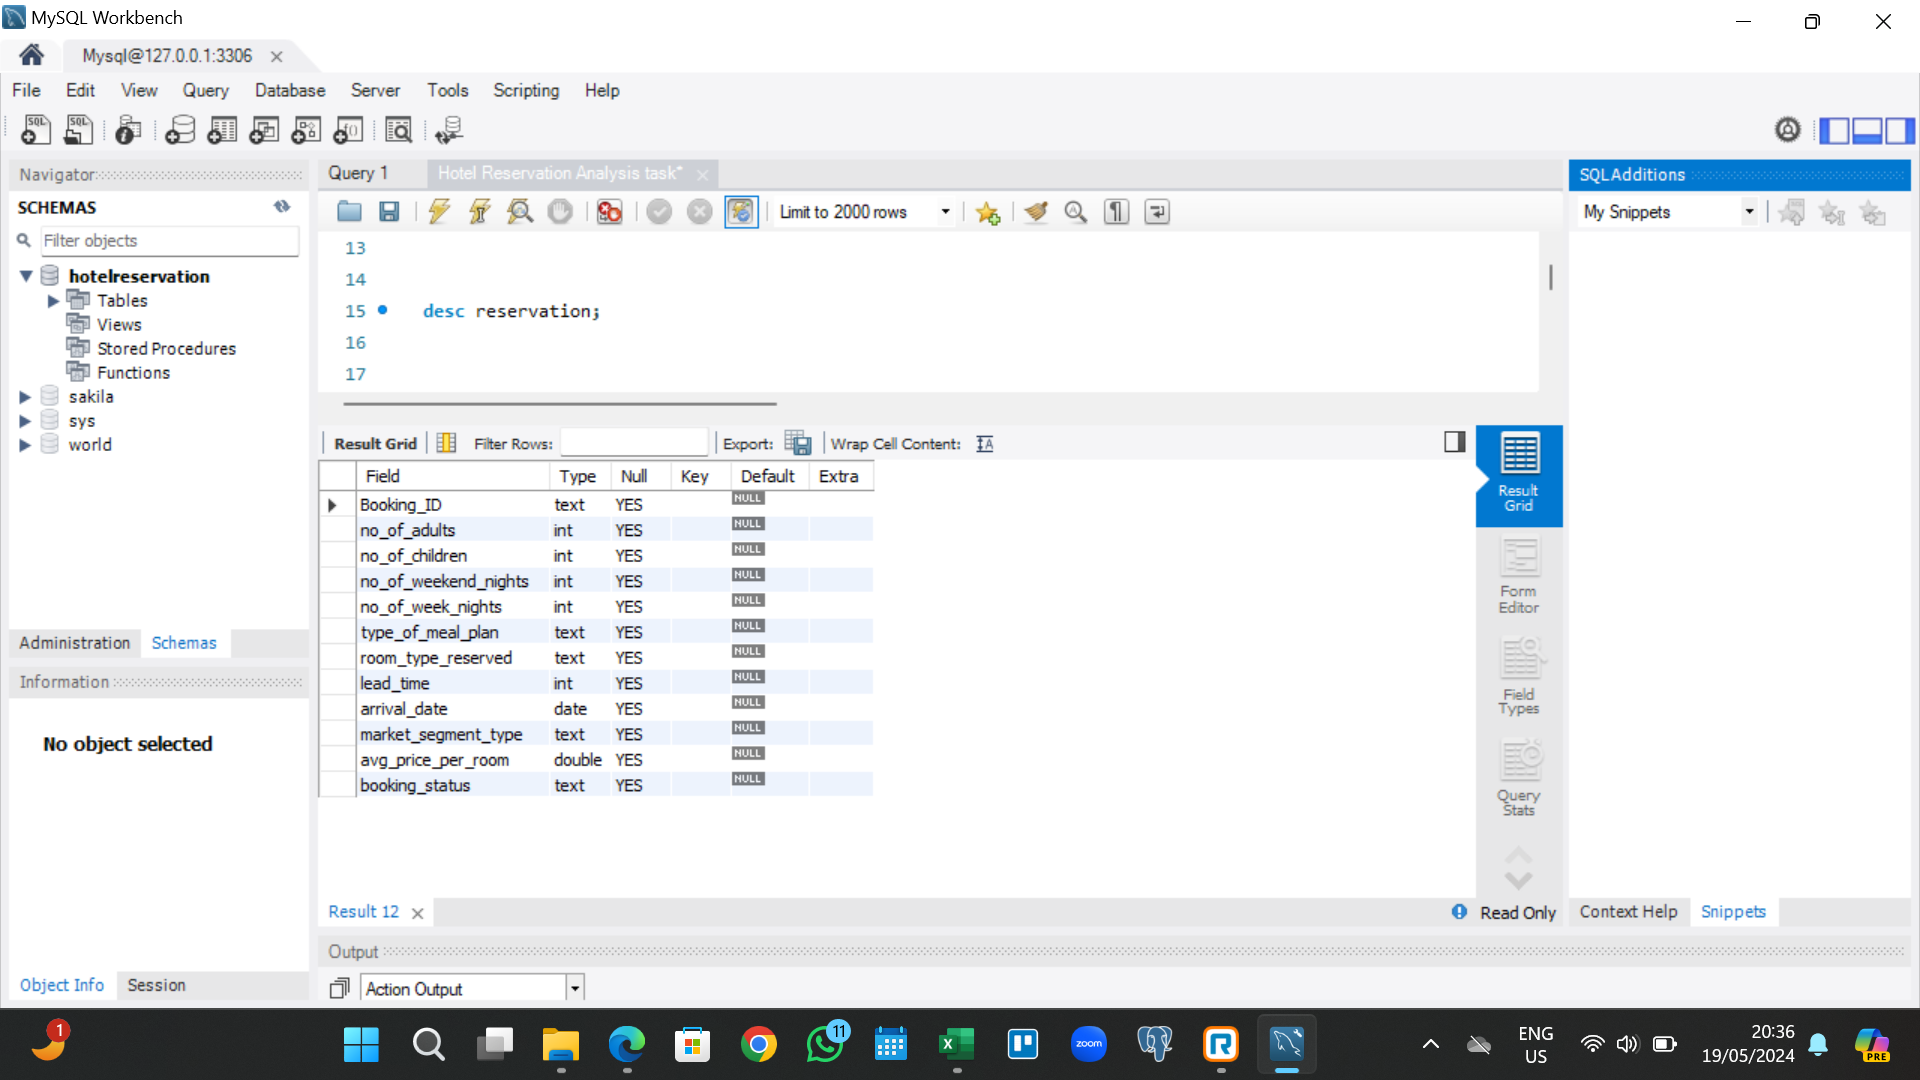 MySQL Workbench
Mysql@127.0.0.1:3306
File Edit View Query Database Server Tools Scripting Help
Navigator
SCHEMAS
Filter objects
hotelreservation
Tables
Views
Stored Procedures
Functions
sakila
sys
world
Administration Schemas
Information
No object selected
Object Info Session
Query 1 Hotel Reservation Analysis task*
Limit to 2000 rows
13
14
15 desc reservation;
16
17
Result Grid Filter Rows: Export: Wrap Cell Content:
Field Type Null Key Default Extra
Booking_ID text YES NULL
no_of_adults int YES NULL
no_of_children int YES NULL
no_of_weekend_nights int YES NULL
no_of_week_nights int YES NULL
type_of_meal_plan text YES NULL
room_type_reserved text YES NULL
lead_time int YES NULL
arrival_date date YES NULL
market_segment_type text YES NULL
avg_price_per_room double YES NULL
booking_status text YES NULL
Result
Grid
Form
Editor
Field
Types
Query
Stats
Result 12 Read Only
Output
Action Output
SQLAdditions
My Snippets
Context Help Snippets
1
11
zoom
ENG
US
20:36
19/05/2024
PRE